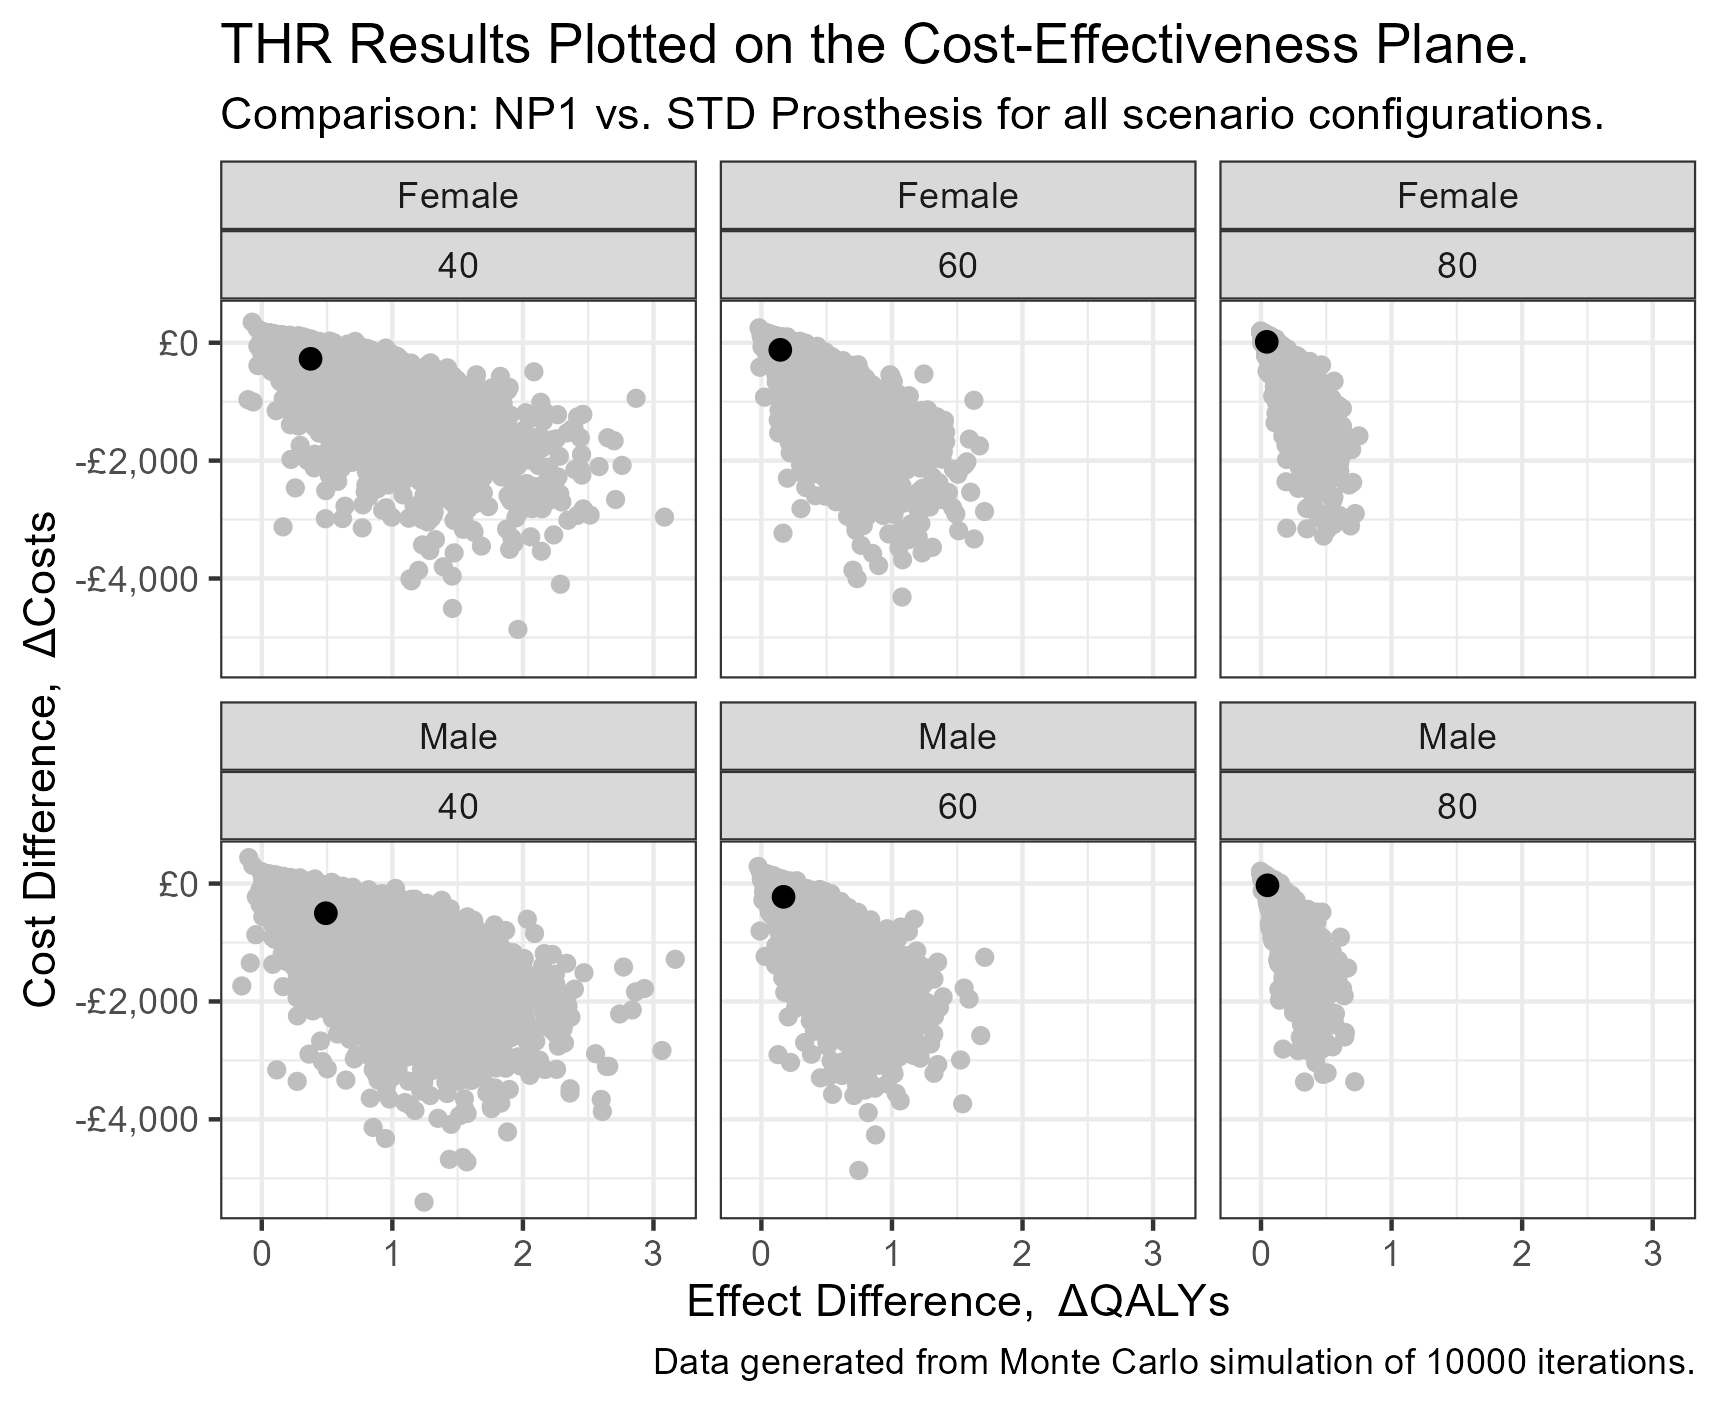 THR Results Plotted on the Cost-Effectiveness Plane.
Comparison: NP1 vs. STD Prosthesis for all scenario configurations.
Female
Female
Female
40
60
80
£0
-£2,000
-£4,000
Male
Male
Male
40
60
80
£0
-£2,000
-£4,000
Cost Difference, ΔCosts
0 1 2 3
0 1 2 3
0 1 2 3
Effect Difference, ΔQALYs
Data generated from Monte Carlo simulation of 10000 iterations.